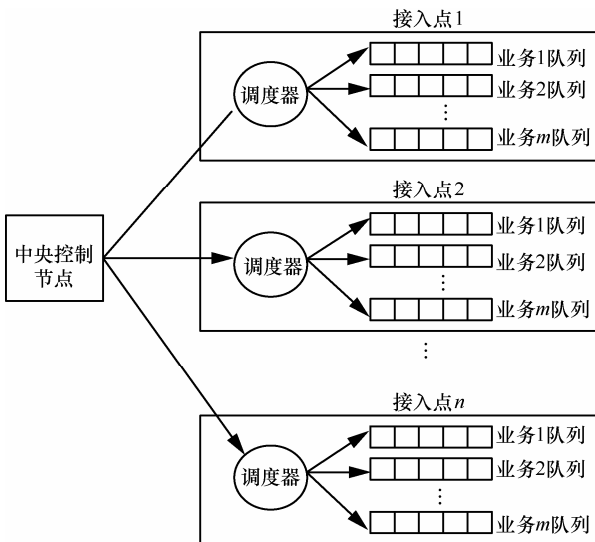 接入点1
调度器
业务1队列
业务2队列
⋮
业务m队列
中央控制
节点
接入点2
调度器
业务1队列
业务2队列
⋮
业务m队列
⋮
接入点n
调度器
业务1队列
业务2队列
⋮
业务m队列